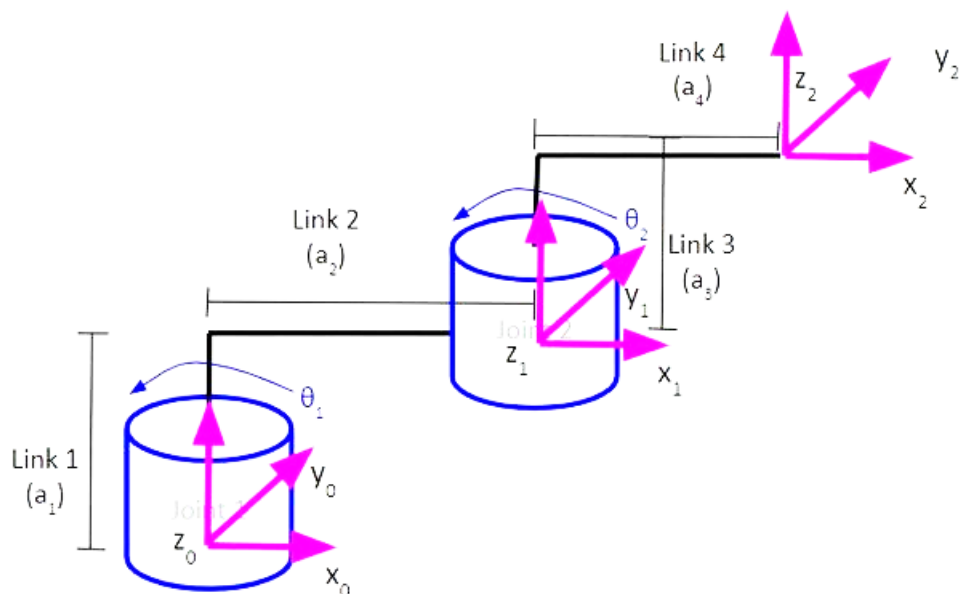 Link 4
(a₄)
z₂
y₂
x₂
Link 2
(a₂)
θ₂
Link 3
(a₃)
y₁
Joint 2
z₁
x₁
θ₁
Link 1
(a₁)
y₀
Joint 1
z₀
x₀